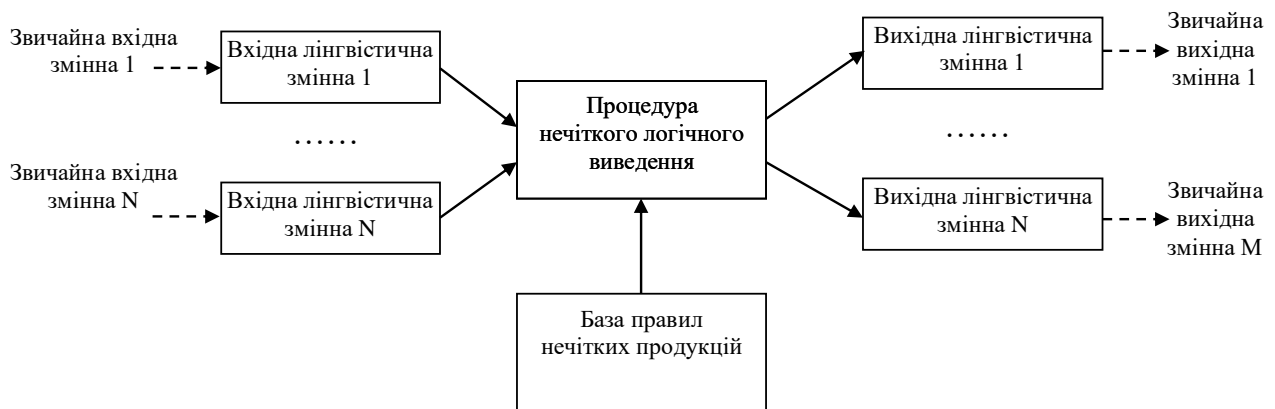 Звичайна вхідна
змінна 1
Вхідна лінгвістична
змінна 1
......
Звичайна вхідна
змінна N
Вхідна лінгвістична
змінна N
Процедура
нечіткого логічного
виведення
База правил
нечітких продукцій
Вихідна лінгвістична
змінна 1
......
Вихідна лінгвістична
змінна N
Звичайна
вихідна
змінна 1
Звичайна
вихідна
змінна M